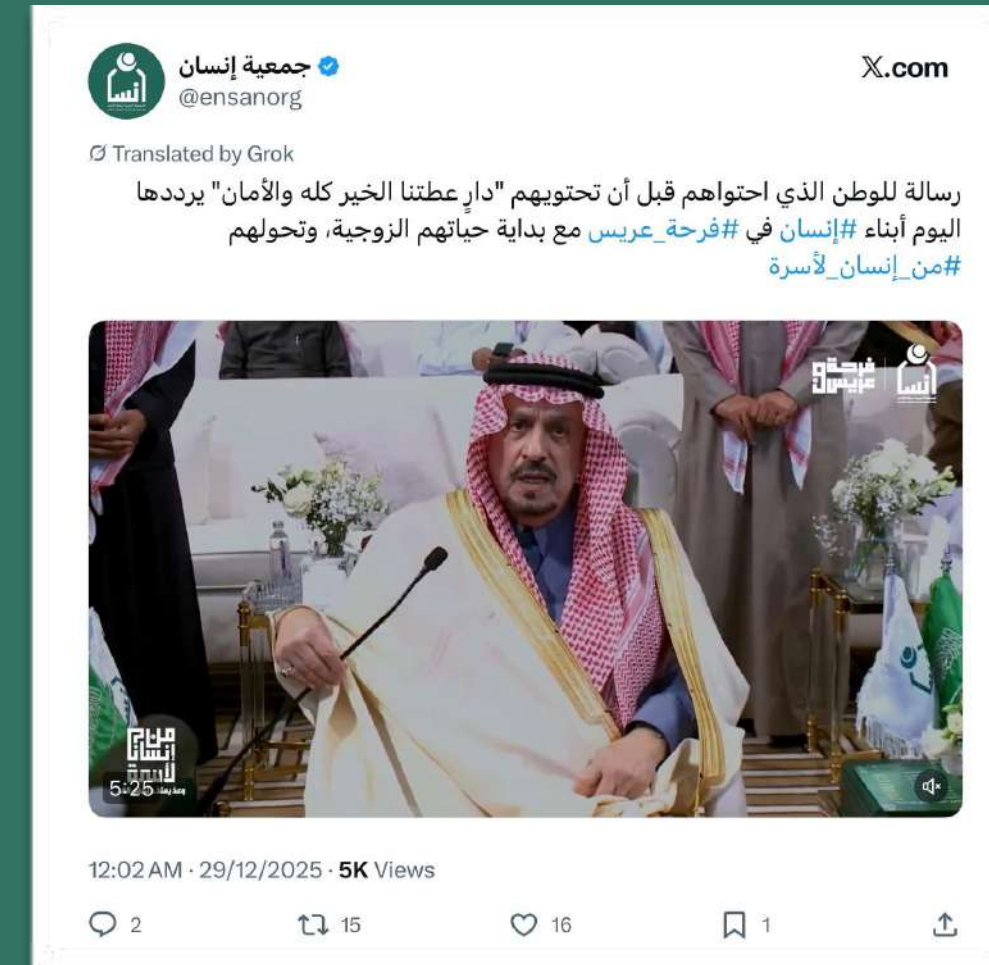 جمعية إنسان
X.com
@ensanorg
Translated by Grok
رسالة للوطن الذي احتواهم قبل أن تحتويهم "دارٍ عطتنا الخير كله والأمان" يرددها
اليوم أبناء #إنسان في #فرحة_عريس مع بداية حياتهم الزوجية، وتحولهم
#من_إنسان_لأسرة
فرحة و عريس
إنسان
من إنسان
لأسرة
5:25
12:02 AM · 29/12/2025 · 5K Views
2
15
16
1